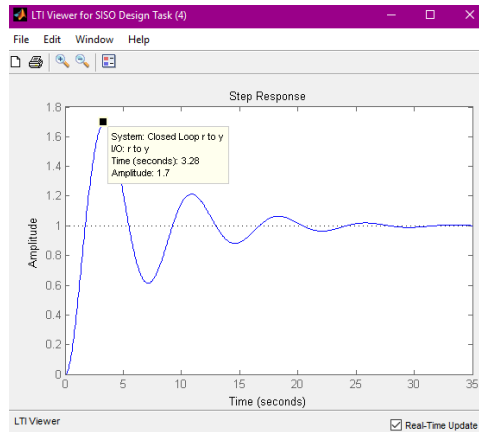 LTI Viewer for SISO Design Task (4)
File Edit Window Help
Step Response
System: Closed Loop r to y
I/O: r to y
Time (seconds): 3.28
Amplitude: 1.7
Amplitude
1.8
1.6
1.4
1.2
1
0.8
0.6
0.4
0.2
0
0 5 10 15 20 25 30 35
Time (seconds)
LTI Viewer
Real-Time Update